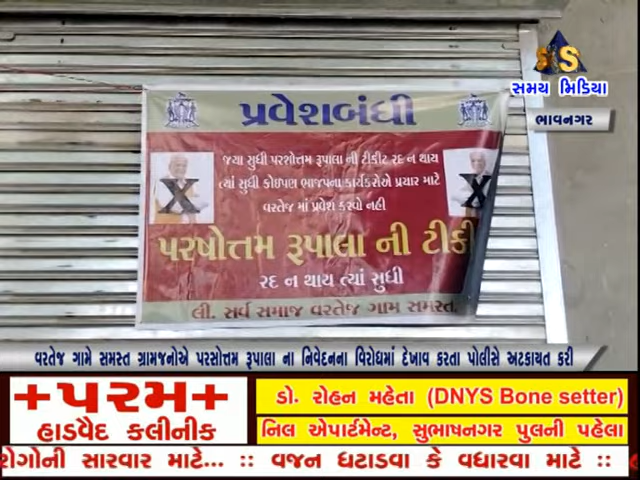 સમય મિડિયા
ભાવનગર
પ્રવેશબંધી
જ્યા સુધી પરશોત્તમ રૂપાલા ની ટીકીટ રદ ન થાય
ત્યાં સુધી કોઇપણ ભાજપના કાર્યકરોએ પ્રચાર માટે
વરતેજ માં પ્રવેશ કરવો નહી
X
X
પરષોત્તમ રૂપાલા ની ટીકી
રદ ન થાય ત્યાં સુધી
લી. સર્વ સમાજ વરતેજ ગામ સમસ્ત.
વરતેજ ગામે સમસ્ત ગ્રામજનોએ પરસોત્તમ રૂપાલા ના નિવેદનના વિરોધમાં દેખાવ કરતા પોલીસે અટકાયત કરી
+પરમ+
હાડવૈદ કલીનીક
ડો. રોહન મહેતા (DNYS Bone setter)
નિલ એપાર્ટમેન્ટ, સુભાષનગર પુલની પહેલા
રોગોની સારવાર માટે... :: વજન ઘટાડવા કે વધારવા માટે ::